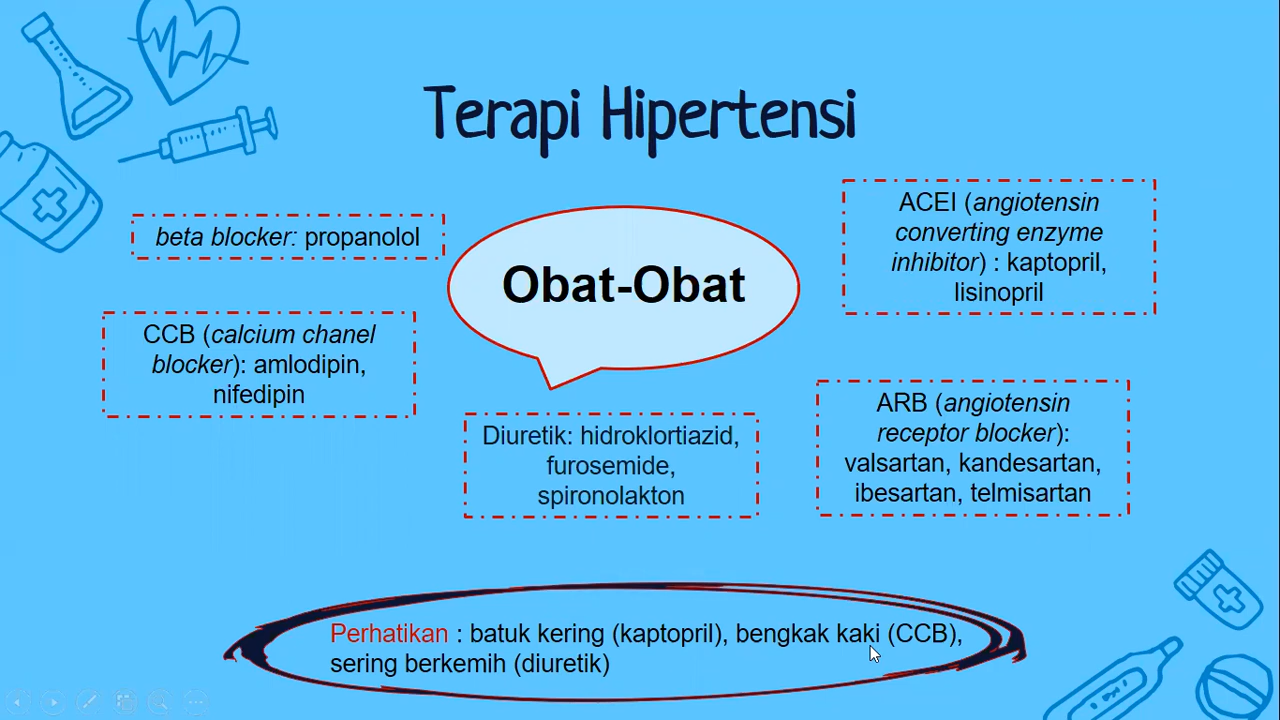 Terapi Hipertensi
beta blocker: propanolol
CCB (calcium chanel
blocker): amlodipin,
nifedipin
Obat-Obat
Diuretik: hidroklortiazid,
furosemide,
spironolakton
ACEI (angiotensin
converting enzyme
inhibitor) : kaptopril,
lisinopril
ARB (angiotensin
receptor blocker):
valsartan, kandesartan,
ibesartan, telmisartan
Perhatikan : batuk kering (kaptopril), bengkak kaki (CCB),
sering berkemih (diuretik)